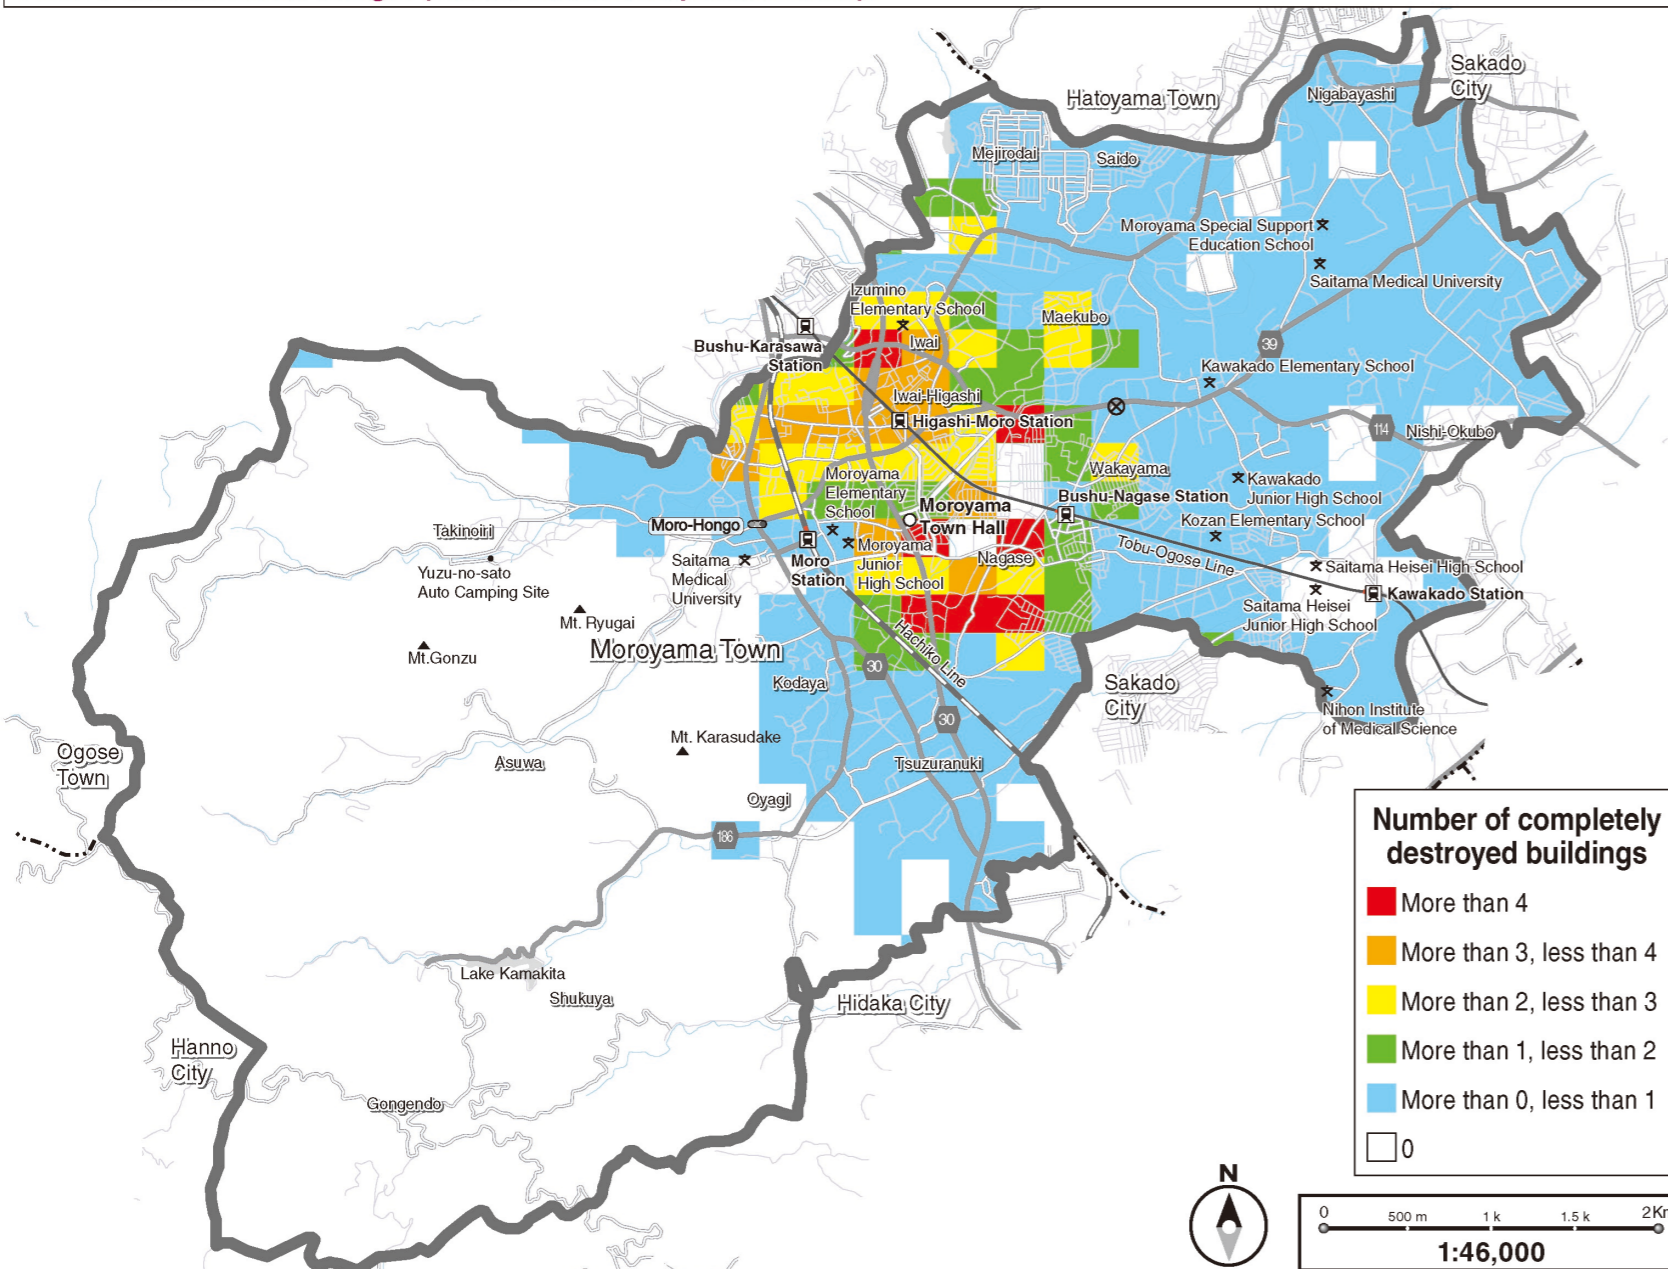 Hatoyama Town
Sakado
City
Nigabayashi
Mejirodai
Saido
Moroyama Special Support
Education School
Saitama Medical University
Izumino
Elementary School
Iwai
Maekubo
Bushu-Karasawa
Station
39
Kawakado Elementary School
Iwai-Higashi
Higashi-Moro Station
114
Nishi-Okubo
Wakayama
Moroyama
Elementary
School
Kawakado
Junior High School
Bushu-Nagase Station
Moroyama
Town Hall
Kozan Elementary School
Moro-Hongo
Takinoiri
Yuzu-no-sato
Auto Camping Site
Saitama
Medical
University
Moro
Station
Moroyama
Junior
High School
Nagase
Tobu-Ogose Line
Saitama Heisei High School
Kawakado Station
Saitama Heisei
Junior High School
Mt. Ryugai
Mt.Gonzu
Moroyama Town
Hachiko Line
30
Kodaya
Sakado
City
Nihon Institute
of Medical Science
30
Mt. Karasudake
Ogose
Town
Asuwa
Tsuzuranuki
Oyagi
186
Lake Kamakita
Shukuya
Hidaka City
Hanno
City
Gongendo
Number of completely
destroyed buildings
More than 4
More than 3, less than 4
More than 2, less than 3
More than 1, less than 2
More than 0, less than 1
0
N
0 500 m 1 k 1.5 k 2Km
1:46,000